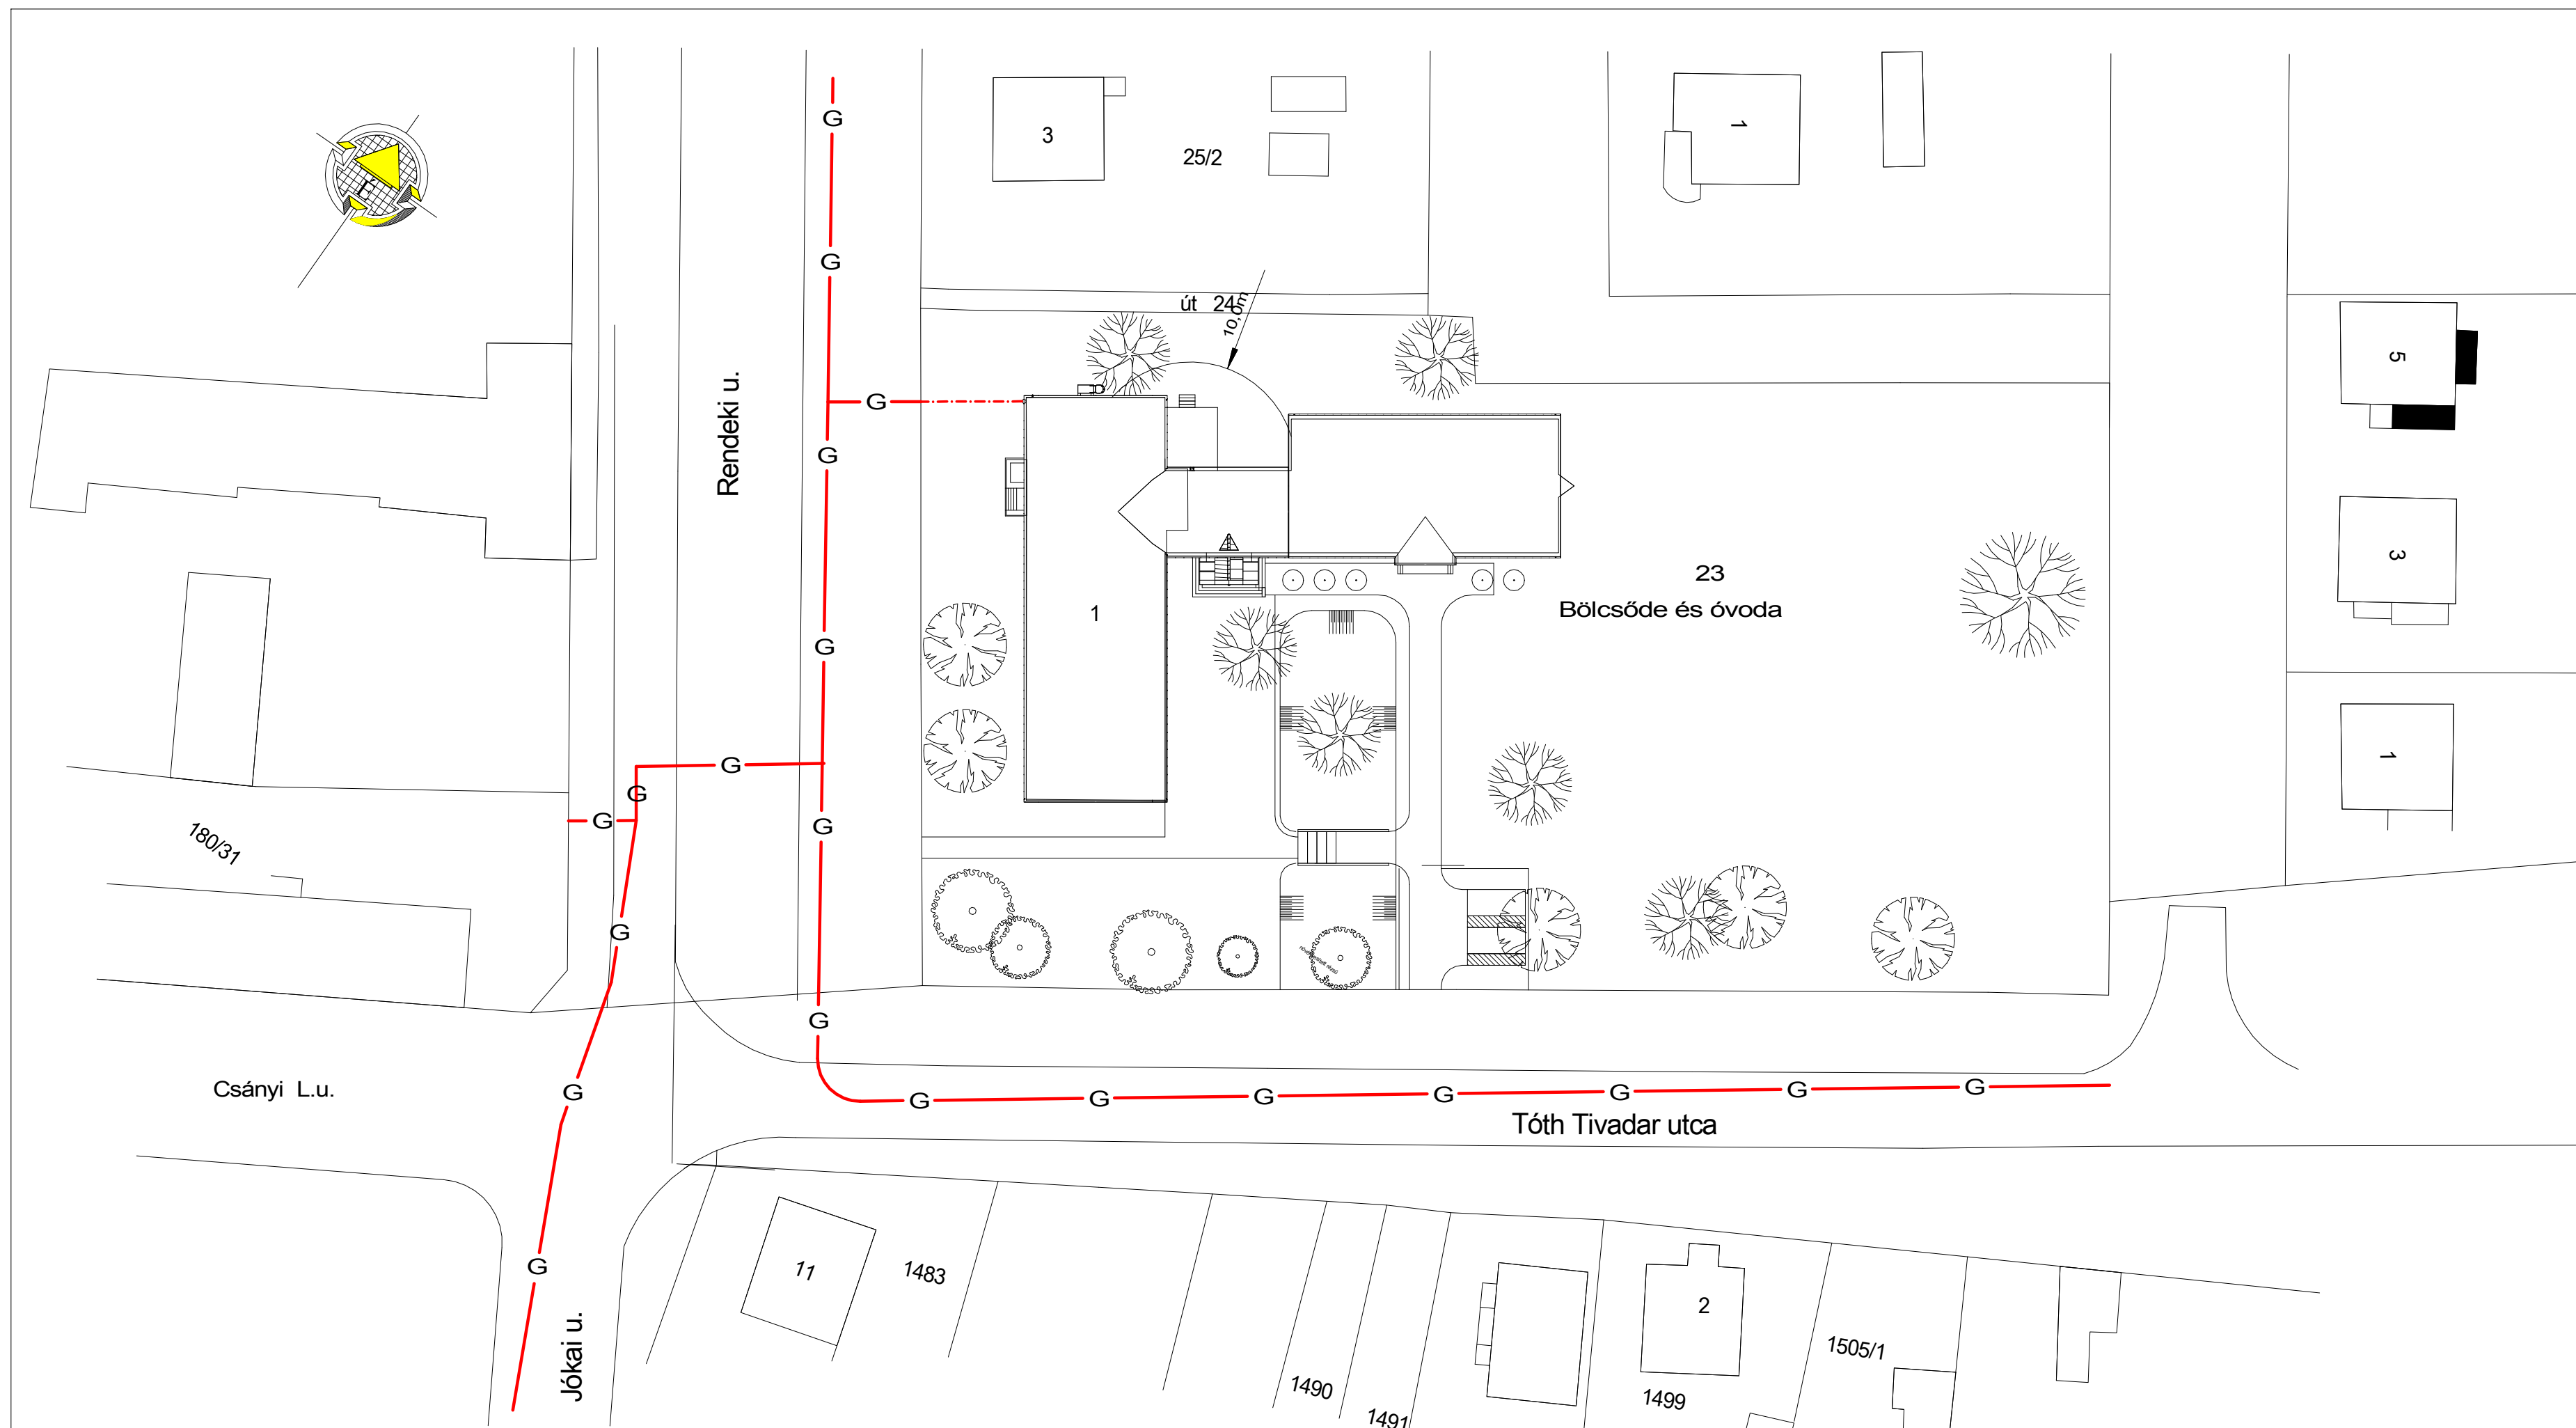 G
3
1
25/2
É
G
út 24
10,0m
5
Rendeki u.
G
G
3
23
Bölcsőde és óvoda
1
G
1
G
G
G
G
180/31
G
G
Csányi L.u.
G
G
G
G
G
G
G
G
Tóth Tivadar utca
G
11
1483
2
Jókai u.
1505/1
1490
1499
1491